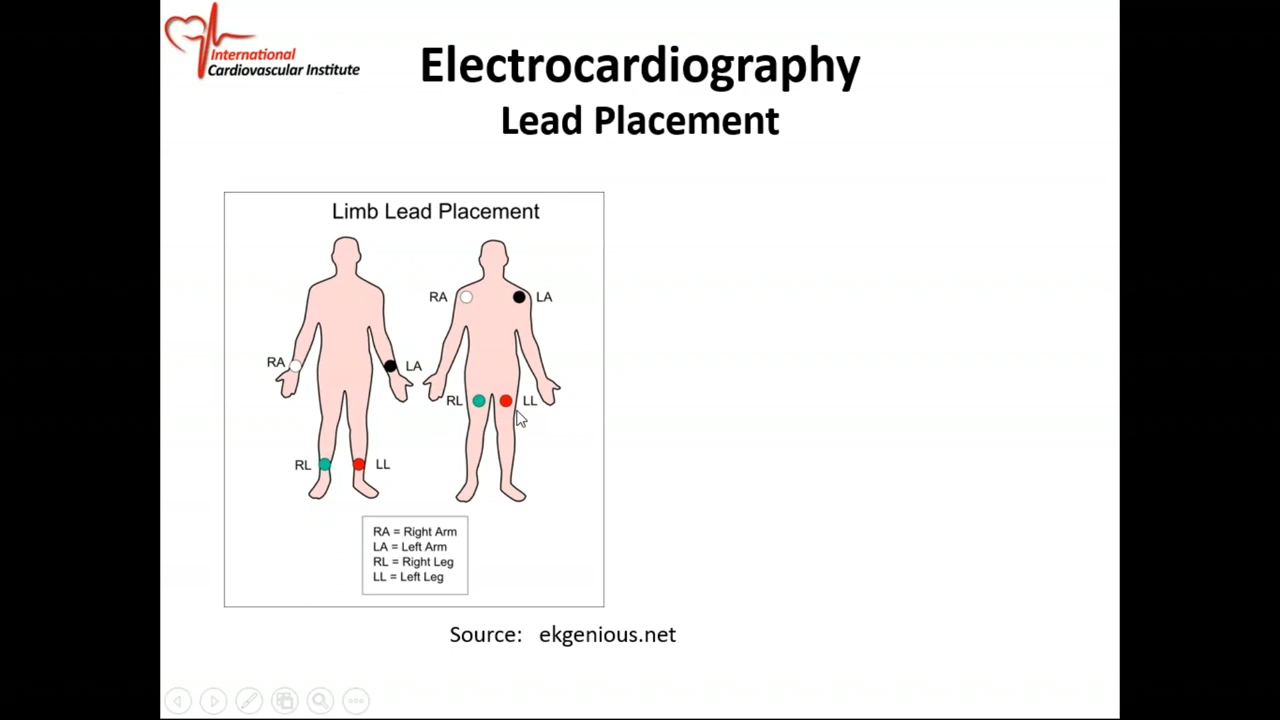 International
Cardiovascular Institute
Electrocardiography
Lead Placement
Limb Lead Placement
RA
LA
RL
LL
RA
LA
RL
LL
RA = Right Arm
LA = Left Arm
RL = Right Leg
LL = Left Leg
Source: ekgenious.net